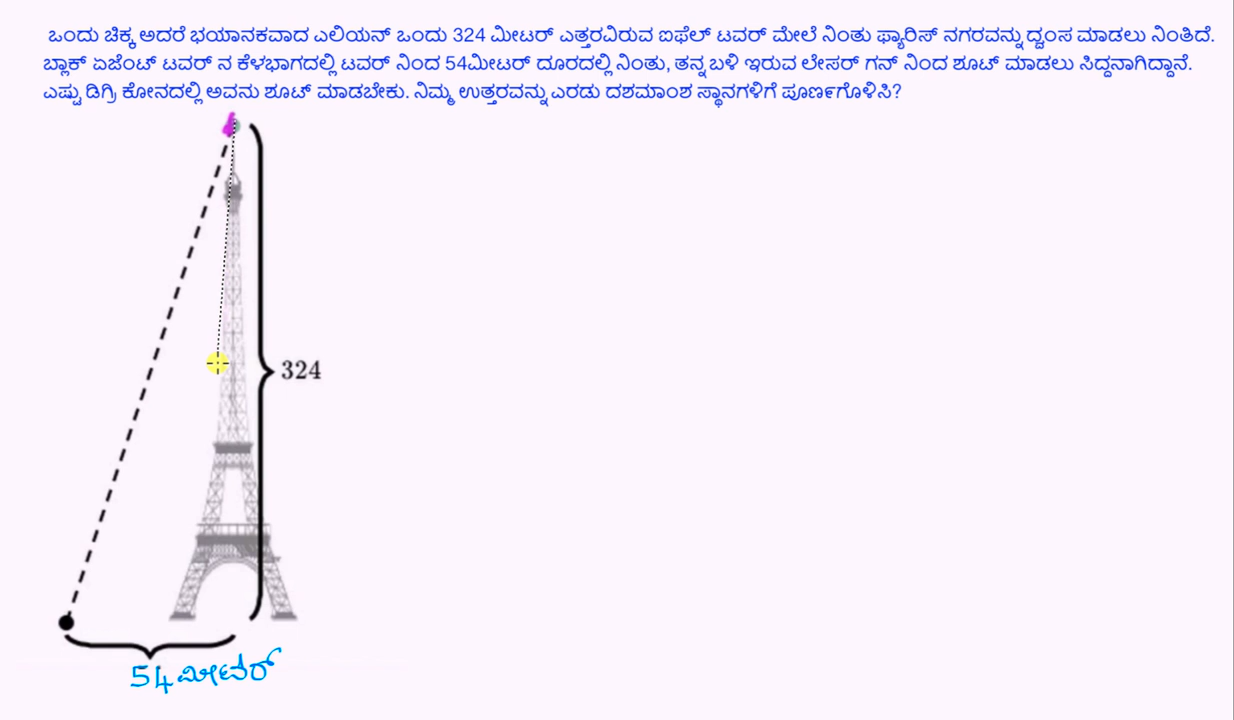 ಒಂದು ಚಿಕ್ಕ ಅದರೆ ಭಯಾನಕವಾದ ಎಲಿಯನ್ ಒಂದು 324 ಮೀಟರ್ ಎತ್ತರವಿರುವ ಐಫೆಲ್ ಟವರ್ ಮೇಲೆ ನಿಂತು ಫ್ಯಾರಿಸ್ ನಗರವನ್ನು ದ್ವಂಸ ಮಾಡಲು ನಿಂತಿದೆ.
ಬ್ಲಾಕ್ ಏಜೆಂಟ್ ಟವರ್ ನ ಕೆಳಭಾಗದಲ್ಲಿ ಟವರ್ ನಿಂದ 54ಮೀಟರ್ ದೂರದಲ್ಲಿ ನಿಂತು, ತನ್ನ ಬಳಿ ಇರುವ ಲೇಸರ್ ಗನ್ ನಿಂದ ಶೂಟ್ ಮಾಡಲು ಸಿದ್ದನಾಗಿದ್ದಾನೆ.
ಎಷ್ಟು ಡಿಗ್ರಿ ಕೋನದಲ್ಲಿ ಅವನು ಶೂಟ್ ಮಾಡಬೇಕು. ನಿಮ್ಮ ಉತ್ತರವನ್ನು ಎರಡು ದಶಮಾಂಶ ಸ್ಥಾನಗಳಿಗೆ ಪೂರ್ಣಗೊಳಿಸಿ?
324
54 ಮೀಟರ್